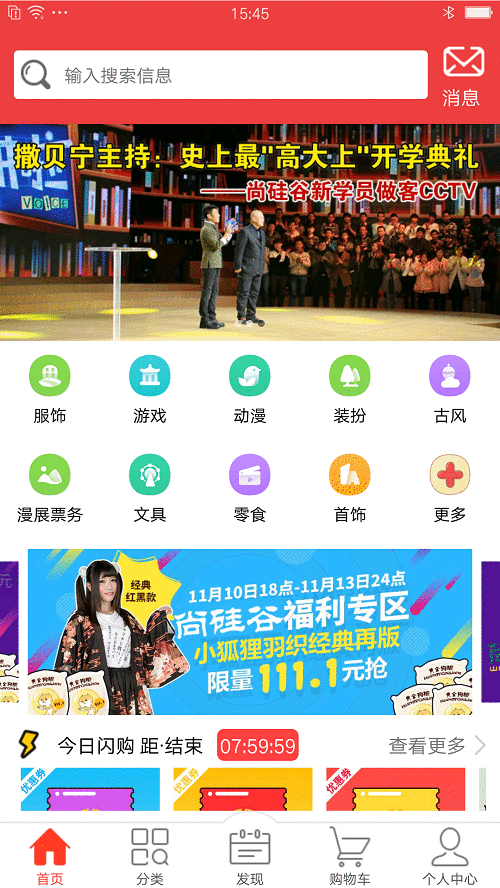 15:45
输入搜索信息
消息
VOICE
撒贝宁主持：史上最"高大上"开学典礼
——尚硅谷新学员做客CCTV
服饰 游戏 动漫 装扮 古风
漫展票务 文具 零食 首饰 更多
元
经典
红黑款
11月10日18点-11月13日24点
尚硅谷福利专区
小狐狸羽织经典再版
限量111.1元抢
今日闪购 距·结束 07:59:59 查看更多
优惠券 优惠券 优惠券
首页 分类 发现 购物车 个人中心